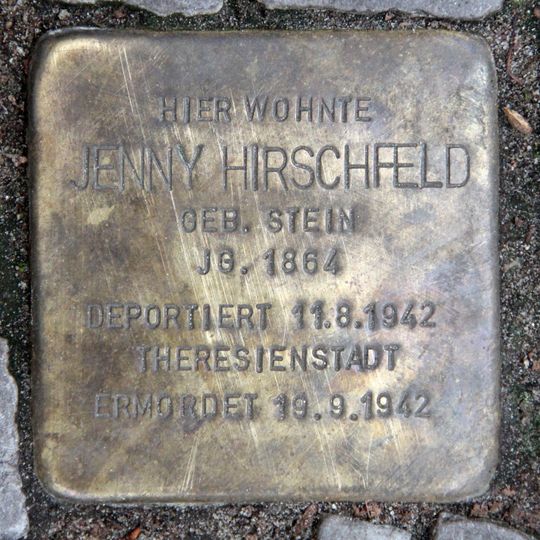 HIER WOHNTE
JENNY HIRSCHFELD
GEB. STEIN
JG. 1864
DEPORTIERT 11.8.1942
THERESIENSTADT
ERMORDET 19.9.1942